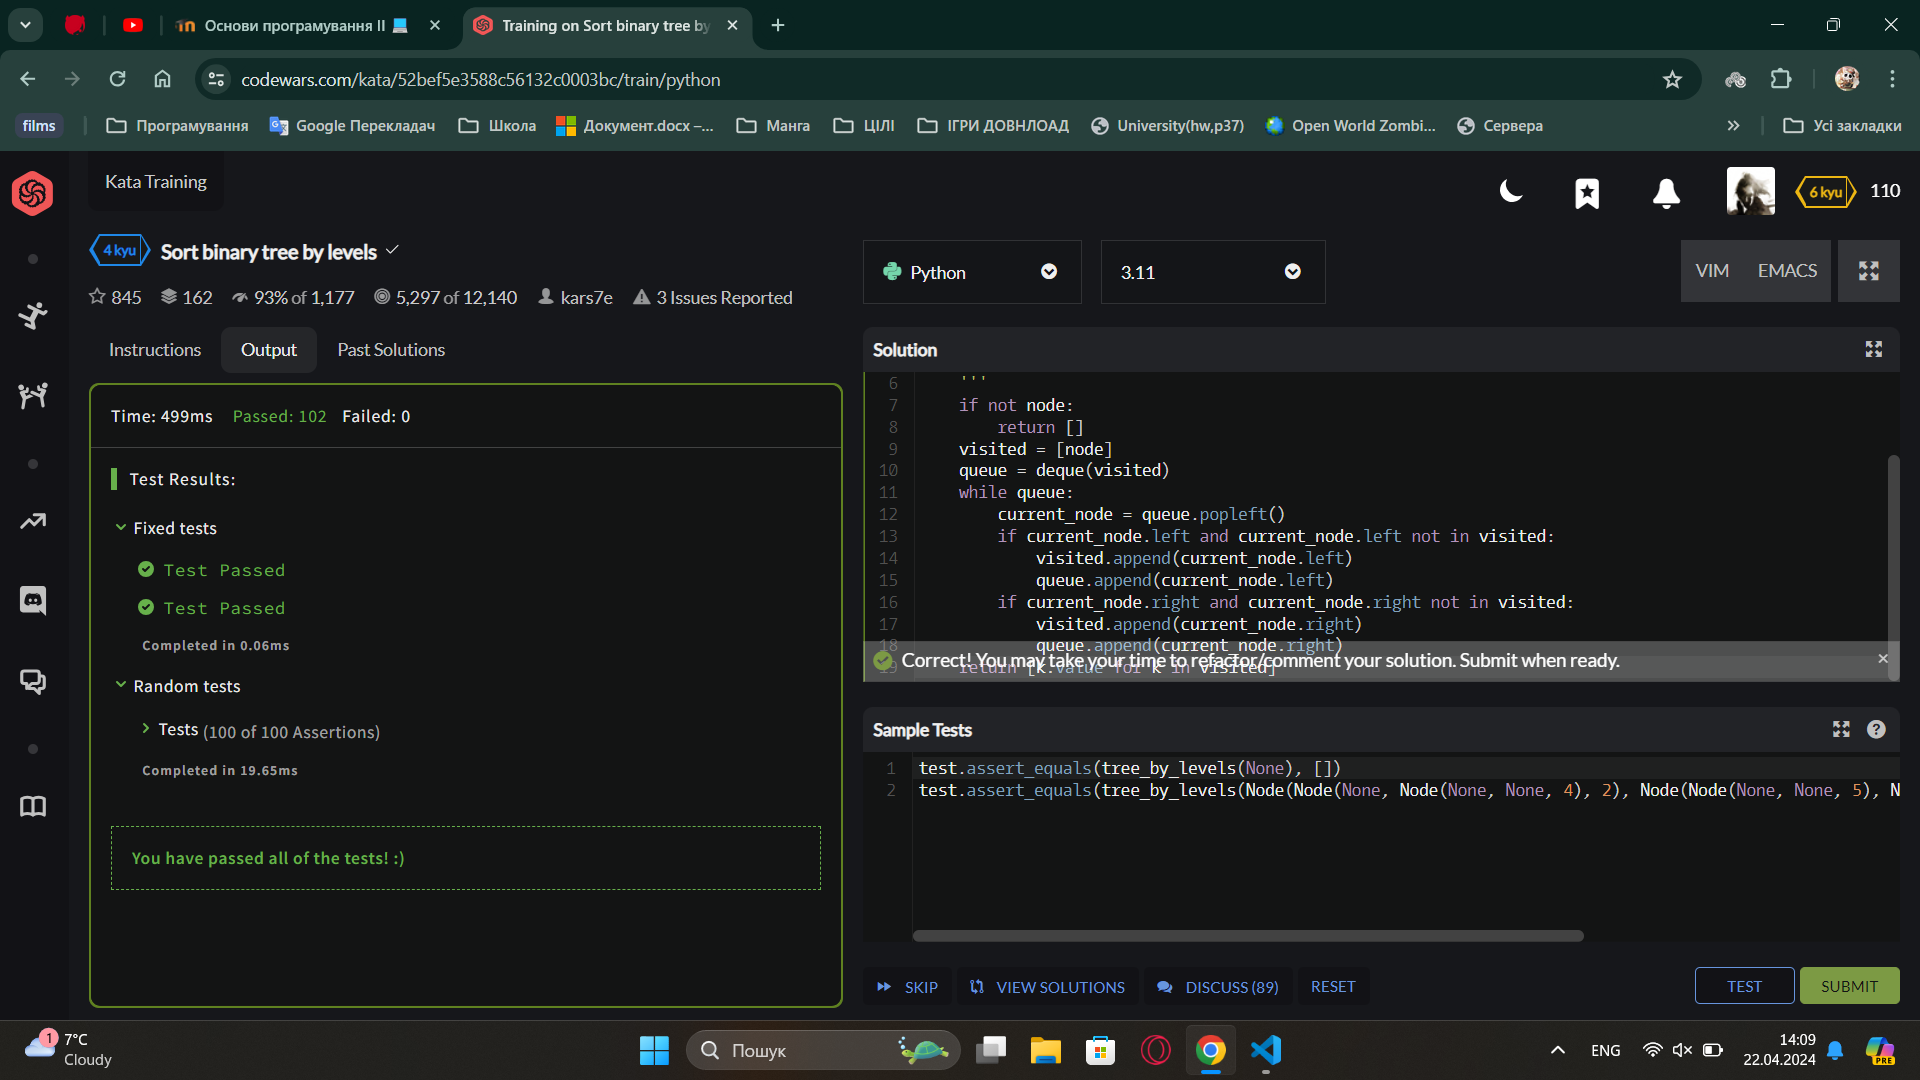 Основи програмування II
Training on Sort binary tree by
codewars.com/kata/52bef5e3588c56132c0003bc/train/python
films
Програмування
Google Перекладач
Школа
Документ.docx –...
Манга
ЦІЛІ
ІГРИ ДОВНЛОАД
University(hw,p37)
Open World Zombi...
Сервера
Усі закладки
Kata Training
6 kyu
110
4 kyu
Sort binary tree by levels
845
162
93% of 1,177
5,297 of 12,140
kars7e
3 Issues Reported
Python
3.11
VIM
EMACS
Instructions
Output
Past Solutions
Time: 499ms
Passed: 102
Failed: 0
Test Results:
Fixed tests
Test Passed
Test Passed
Completed in 0.06ms
Random tests
Tests (100 of 100 Assertions)
Completed in 19.65ms
You have passed all of the tests! :)
Solution
6 '''
7 if not node:
8 return []
9 visited = [node]
10 queue = deque(visited)
11 while queue:
12 current_node = queue.popleft()
13 if current_node.left and current_node.left not in visited:
14 visited.append(current_node.left)
15 queue.append(current_node.left)
16 if current_node.right and current_node.right not in visited:
17 visited.append(current_node.right)
18 queue.append(current_node.right)
19 return [k.value for k in visited]
Correct! You may take your time to refactor/comment your solution. Submit when ready.
Sample Tests
1 test.assert_equals(tree_by_levels(None), [])
2 test.assert_equals(tree_by_levels(Node(Node(None, Node(None, None, 4), 2), Node(Node(None, None, 5), N
SKIP
VIEW SOLUTIONS
DISCUSS (89)
RESET
TEST
SUBMIT
1
7°C
Cloudy
Пошук
ENG
14:09
22.04.2024
PRE